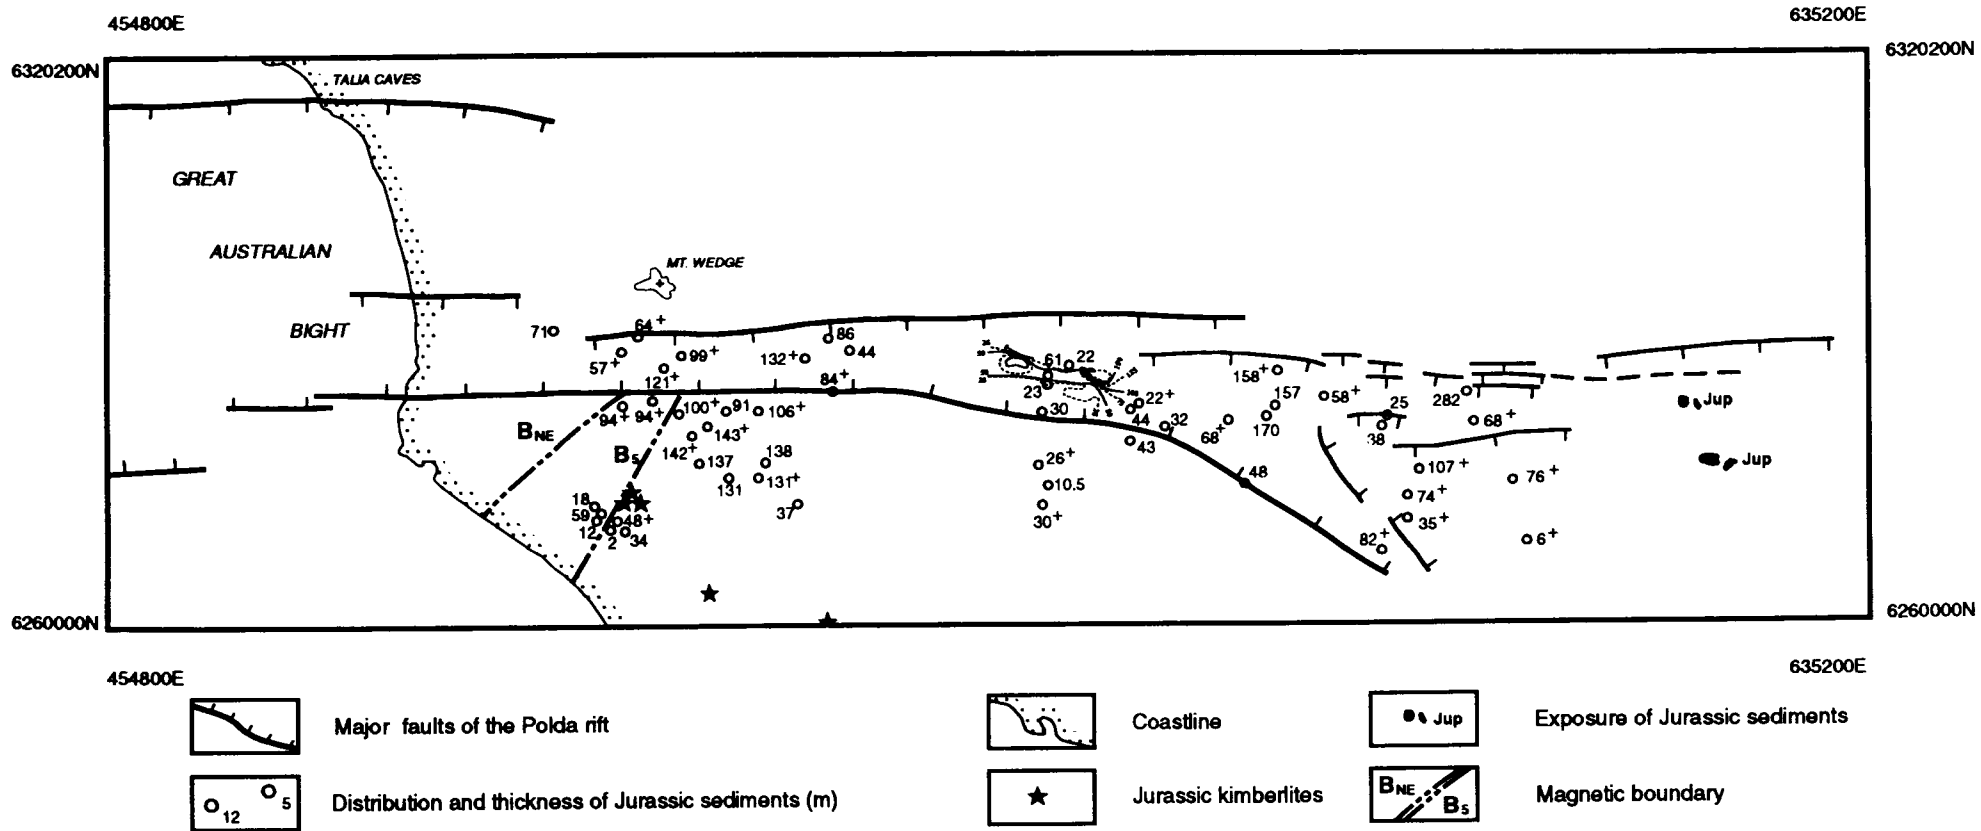 454800E
635200E
6320200N
6320200N
TALIA CAVES
GREAT
AUSTRALIAN
MT. WEDGE
BIGHT
71
64+
86
57+
99+
132+
44
61 22
121+
84+
158+
23
22+
157
58+
25
282
Jup
94+ 94+ 100+ 91 106+
30
44
32
68+
170
38
68+
BNE
143+
43
B5
142+
137
138
26+
48
107+
76+
Jup
131
131+
10.5
74+
18
37
30+
59
48+
35+
12 2 34
82+
6+
6260000N
6260000N
454800E
635200E
Major faults of the Polda rift
Coastline
Jup
Exposure of Jurassic sediments
12
5
Distribution and thickness of Jurassic sediments (m)
Jurassic kimberlites
BNE
B5
Magnetic boundary